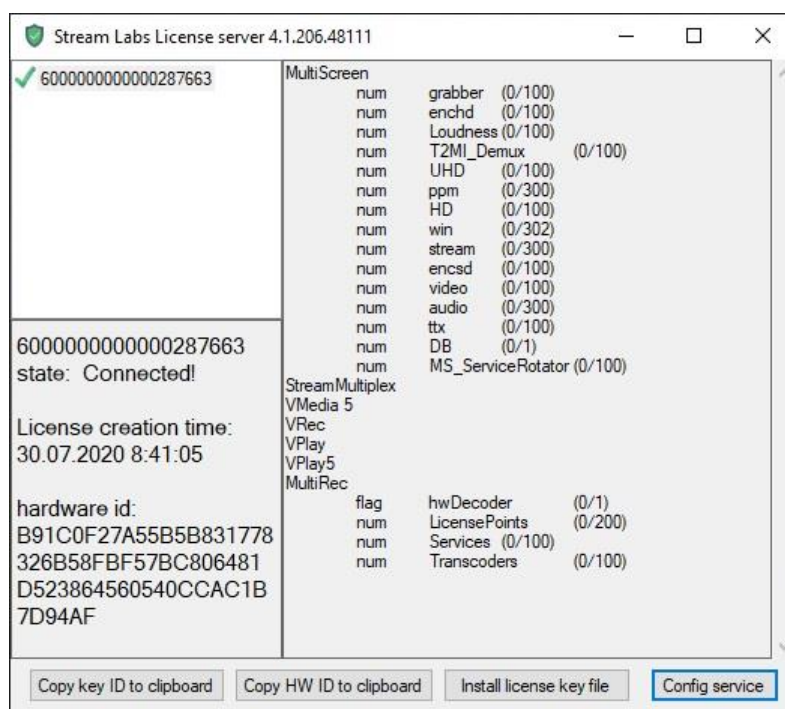 Stream Labs License server 4.1.206.48111
6000000000000287663
MultiScreen
num grabber (0/100)
num enchd (0/100)
num Loudness (0/100)
num T2MI_Demux (0/100)
num UHD (0/100)
num ppm (0/300)
num HD (0/100)
num win (0/302)
num stream (0/300)
num encsd (0/100)
num video (0/100)
num audio (0/300)
num ttx (0/100)
num DB (0/1)
num MS_ServiceRotator (0/100)
StreamMultiplex
VMedia 5
VRec
VPlay
VPlay5
MultiRec
flag hwDecoder (0/1)
num LicensePoints (0/200)
num Services (0/100)
num Transcoders (0/100)
6000000000000287663
state: Connected!
License creation time:
30.07.2020 8:41:05
hardware id:
B91C0F27A55B5B831778
326B58FBF57BC806481
D523864560540CCAC1B
7D94AF
Copy key ID to clipboard
Copy HW ID to clipboard
Install license key file
Config service